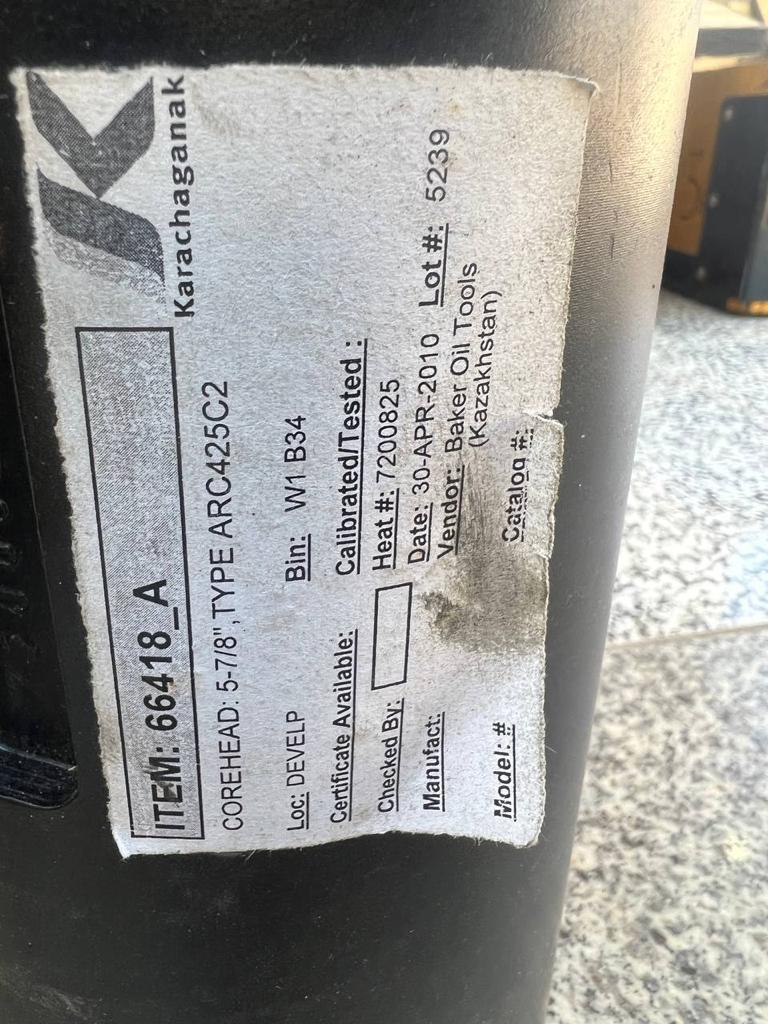 Karachaganak
ITEM: 66418_A
COREHEAD: 5-7/8", TYPE ARC425C2
Loc: DEVELP Bin: W1 B34
Certificate Available: Calibrated/Tested :
Checked By: Heat #: 7200825
Date: 30-APR-2010 Lot #: 5239
Manufact: Vendor: Baker Oil Tools
(Kazakhstan)
Model: # Catalog #: